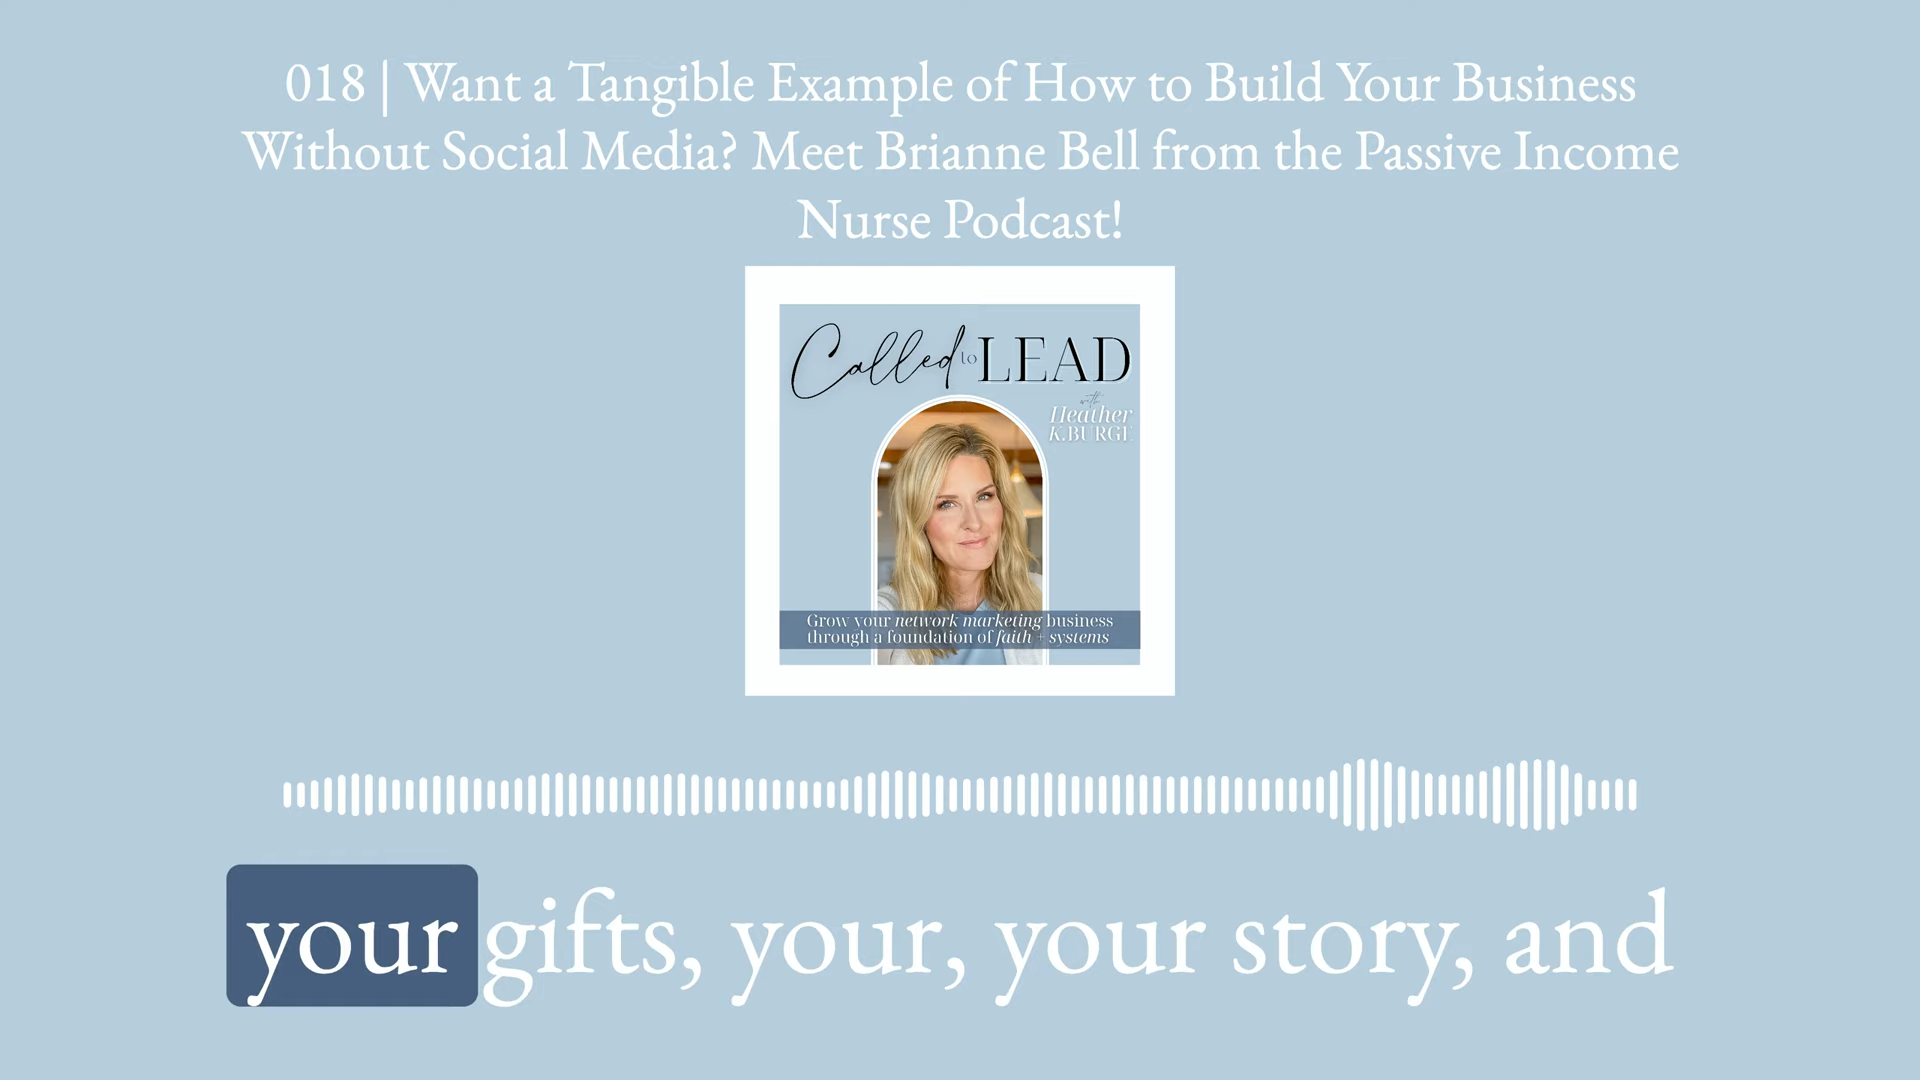 018 | Want a Tangible Example of How to Build Your Business
Without Social Media? Meet Brianne Bell from the Passive Income
Nurse Podcast!
Called to LEAD
with
Heather
K.BURGE
Grow your network marketing business
through a foundation of faith + systems
your gifts, your, your story, and